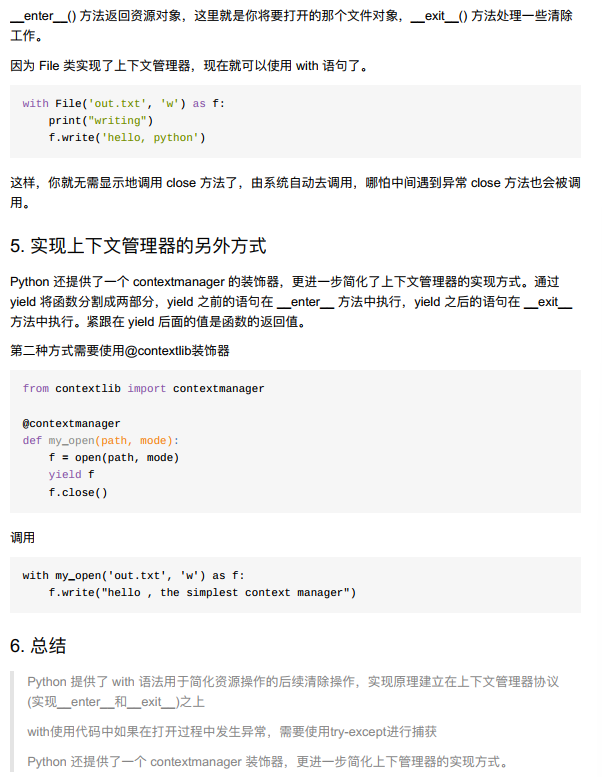 __enter__() 方法返回资源对象，这里就是你将要打开的那个文件对象，__exit__() 方法处理一些清除
工作。
因为 File 类实现了上下文管理器，现在就可以使用 with 语句了。
with File('out.txt', 'w') as f:
    print("writing")
    f.write('hello, python')
这样，你就无需显示地调用 close 方法了，由系统自动去调用，哪怕中间遇到异常 close 方法也会被调
用。
5. 实现上下文管理器的另外方式
Python 还提供了一个 contextmanager 的装饰器，更进一步简化了上下文管理器的实现方式。通过
yield 将函数分割成两部分，yield 之前的语句在 __enter__ 方法中执行，yield 之后的语句在 __exit__
方法中执行。紧跟在 yield 后面的值是函数的返回值。
第二种方式需要使用@contextlib装饰器
from contextlib import contextmanager
@contextmanager
def my_open(path, mode):
    f = open(path, mode)
    yield f
    f.close()
调用
with my_open('out.txt', 'w') as f:
    f.write("hello , the simplest context manager")
6. 总结
Python 提供了 with 语法用于简化资源操作的后续清除操作，实现原理建立在上下文管理器协议
(实现__enter__和__exit__)之上
with使用代码中如果在打开过程中发生异常，需要使用try-except进行捕获
Python 还提供了一个 contextmanager 装饰器，更进一步简化上下管理器的实现方式。